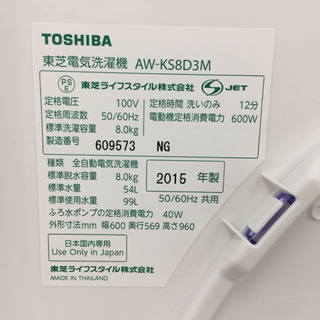 TOSHIBA
東芝電気洗濯機 AW-KS8D3M
PS E 東芝ライフスタイル株式会社 S JET
定格電圧 100V 定格時間 洗いのみ 12分
定格周波数 50/60Hz 電動機定格消費電力 600W
標準洗濯容量 8.0kg
製造番号 609573 NG
種類 全自動電気洗濯機
標準脱水容量 8.0kg 2015 年製
標準水量 54L
標準使用水量 99L 50/60Hz 共用
ふろ水ポンプの定格消費電力 40W
外形寸法 mm 幅600 奥行569 高さ960
日本国内専用
Use Only in Japan
東芝ライフスタイル株式会社
MADE IN THAILAND